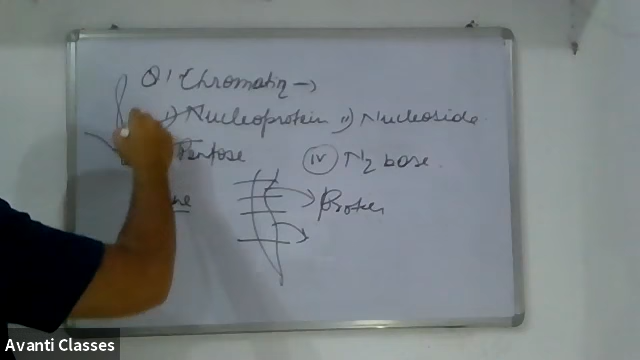 Q1 Chromatin →
i) Nucleoprotein ii) Nucleoside
Pentose iv N2 base.
Protein
Avanti Classes